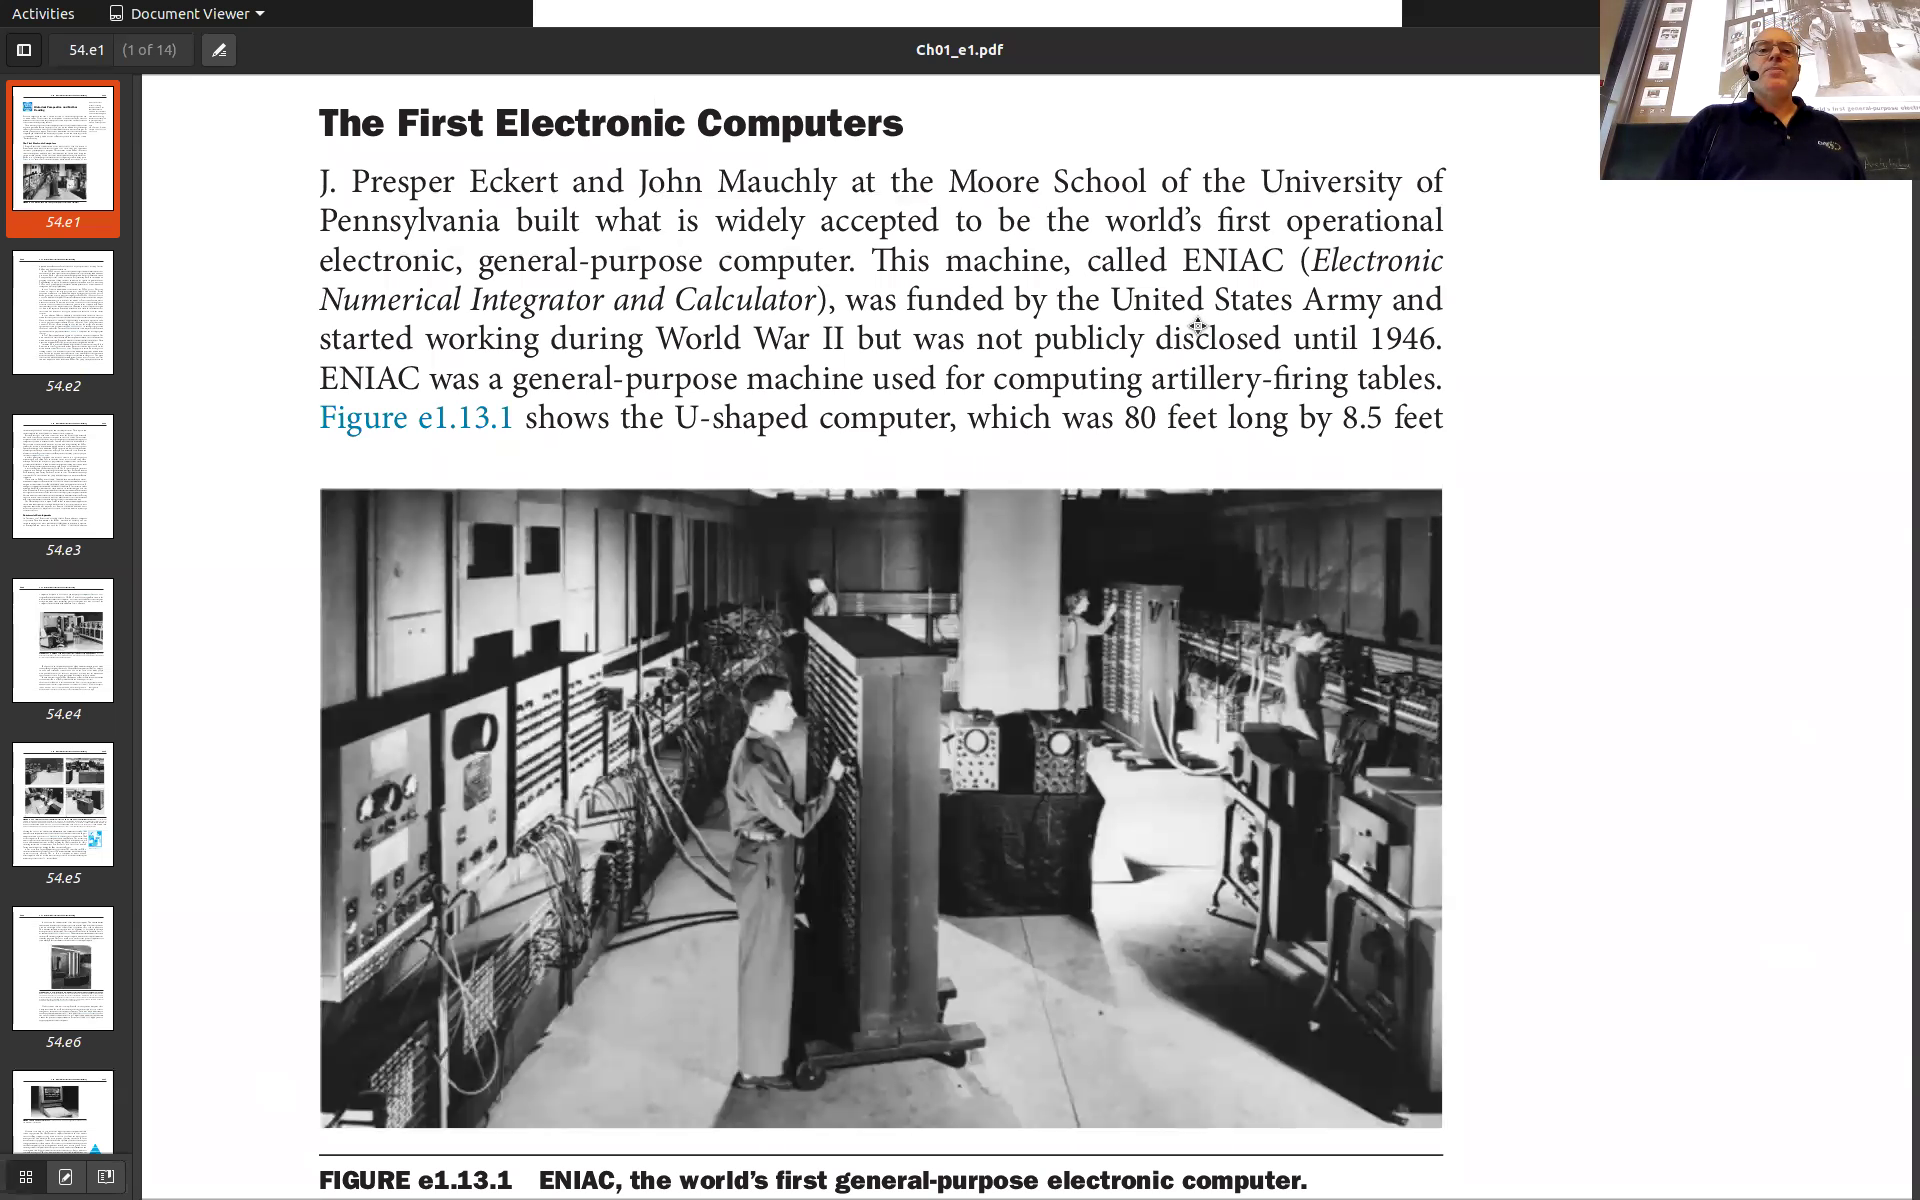 Activities
Document Viewer
54.e1
(1 of 14)
Ch01_e1.pdf
The First Electronic Computers
J. Presper Eckert and John Mauchly at the Moore School of the University of
Pennsylvania built what is widely accepted to be the world’s first operational
electronic, general-purpose computer. This machine, called ENIAC (Electronic
Numerical Integrator and Calculator), was funded by the United States Army and
started working during World War II but was not publicly disclosed until 1946.
ENIAC was a general-purpose machine used for computing artillery-firing tables.
Figure e1.13.1 shows the U-shaped computer, which was 80 feet long by 8.5 feet
FIGURE e1.13.1 ENIAC, the world’s first general-purpose electronic computer.
54.e1
54.e2
54.e3
54.e4
54.e5
54.e6